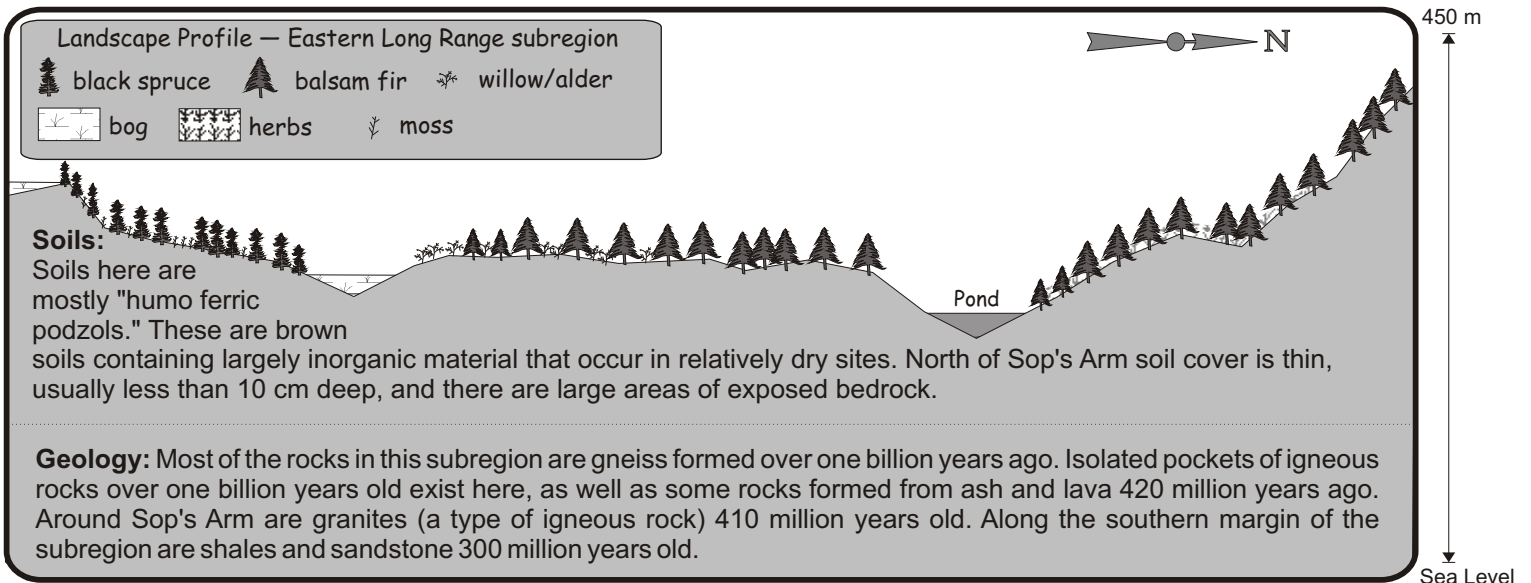 450 m
Landscape Profile — Eastern Long Range subregion
black spruce balsam fir willow/alder
bog herbs moss
N
Pond
Soils:
Soils here are
mostly "humo ferric
podzols." These are brown
soils containing largely inorganic material that occur in relatively dry sites. North of Sop's Arm soil cover is thin,
usually less than 10 cm deep, and there are large areas of exposed bedrock.
Geology: Most of the rocks in this subregion are gneiss formed over one billion years ago. Isolated pockets of igneous
rocks over one billion years old exist here, as well as some rocks formed from ash and lava 420 million years ago.
Around Sop's Arm are granites (a type of igneous rock) 410 million years old. Along the southern margin of the
subregion are shales and sandstone 300 million years old.
Sea Level